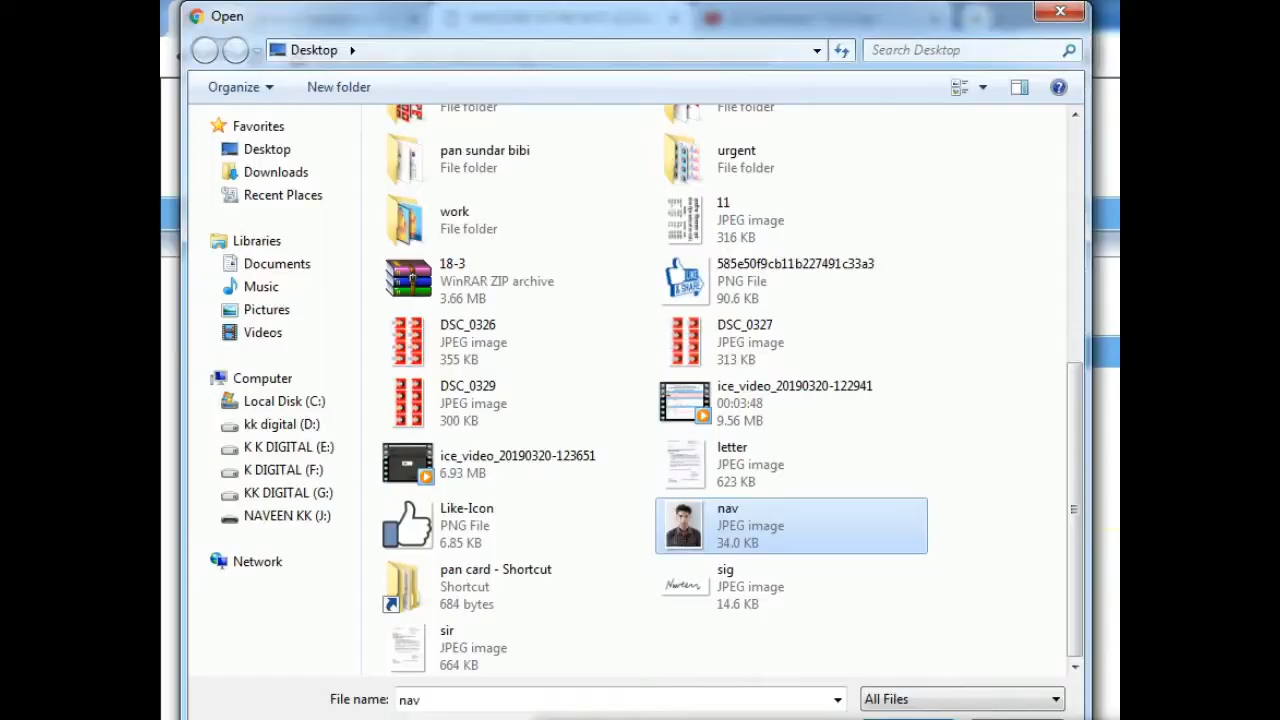 Open
Desktop
Search Desktop
Organize
New folder
File folder
File folder
Favorites
Desktop
Downloads
Recent Places
Libraries
Documents
Music
Pictures
Videos
Computer
Local Disk (C:)
kk digital (D:)
K K DIGITAL (E:)
K DIGITAL (F:)
KK DIGITAL (G:)
NAVEEN KK (J:)
Network
pan sundar bibi
File folder
urgent
File folder
work
File folder
11
JPEG image
316 KB
18-3
WinRAR ZIP archive
3.66 MB
585e50f9cb11b227491c33a3
PNG File
90.6 KB
DSC_0326
JPEG image
355 KB
DSC_0327
JPEG image
313 KB
DSC_0329
JPEG image
300 KB
ice_video_20190320-122941
00:03:48
9.56 MB
ice_video_20190320-123651
6.93 MB
letter
JPEG image
623 KB
Like-Icon
PNG File
6.85 KB
nav
JPEG image
34.0 KB
pan card - Shortcut
Shortcut
684 bytes
Naveen
sig
JPEG image
14.6 KB
sir
JPEG image
664 KB
File name:
nav
All Files
LIKE
& SHARE